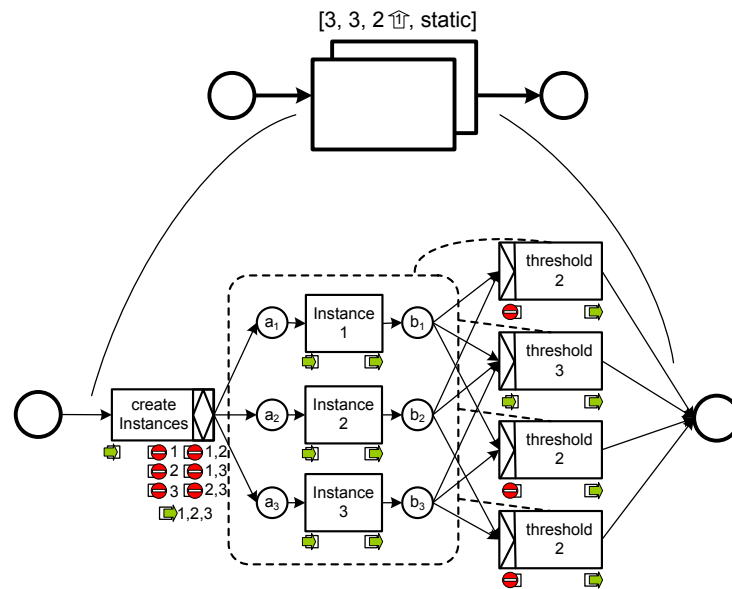 [3, 3, 2 1, static]
threshold
2
a1
Instance
1
b1
threshold
3
create
Instances
a2
Instance
2
b2
1
1,2
2
1,3
3
2,3
1,2,3
threshold
2
a3
Instance
3
b3
threshold
2